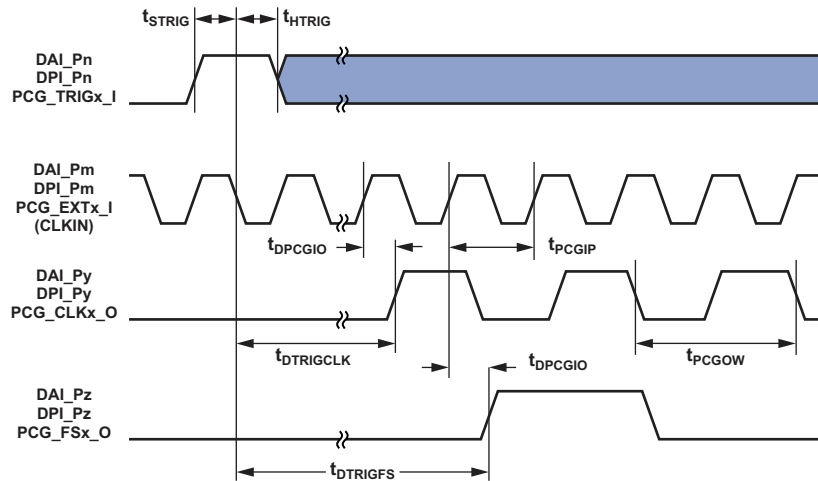 tSTRIG
tHTRIG
DAI_Pn
DPI_Pn
PCG_TRIGx_I
DAI_Pm
DPI_Pm
PCG_EXTx_I
(CLKIN)
tDPCGIO
tPCGIP
DAI_Py
DPI_Py
PCG_CLKx_O
tDTRIGCLK
tDPCGIO
tPCGOW
DAI_Pz
DPI_Pz
PCG_FSx_O
tDTRIGFS